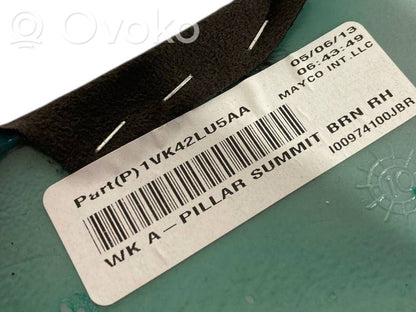 Ovoko
05/06/13
06:43:49
MAYCO INT.LLC
Part(P)1VK42LU5AA
WK A-PILLAR SUMMIT BRN RH
I00974100JBR